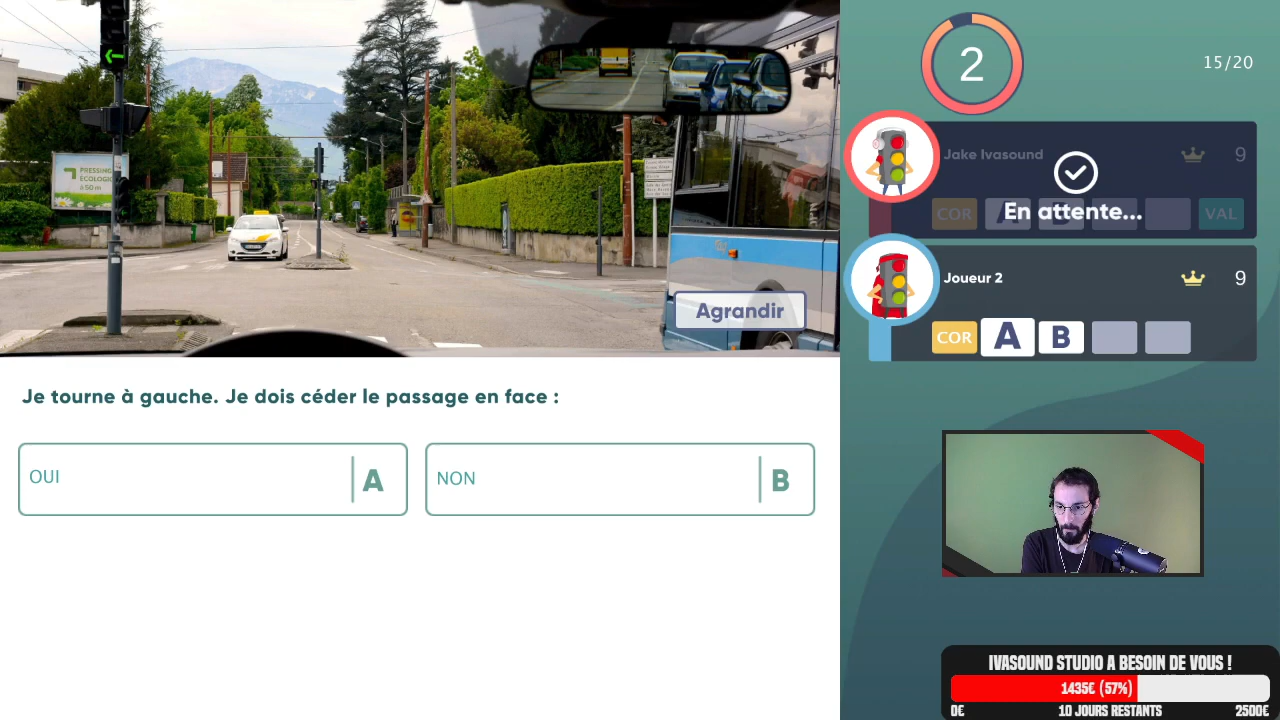 PRESSING
ÉCOLOGIQUE
à 50 m
Agrandir
Je tourne à gauche. Je dois céder le passage en face :
OUI
A
NON
B
2
15/20
Jake Ivasound
9
En attente...
COR
A
B
VAL
Joueur 2
9
COR
A
B
IVASOUND STUDIO A BESOIN DE VOUS !
1435€ (57%)
0€
10 JOURS RESTANTS
2500€